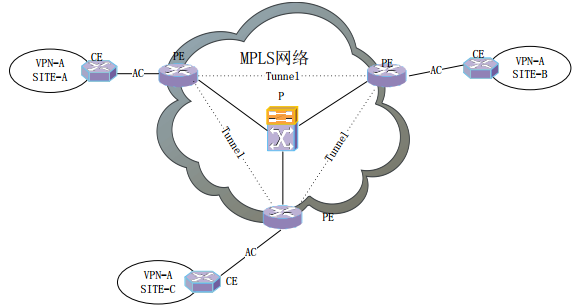 MPLS网络
Tunnel
VPN-A
SITE-A
CE
AC
PE
PE
AC
CE
VPN-A
SITE-B
P
Tunnel
Tunnel
PE
AC
VPN-A
SITE-C
CE